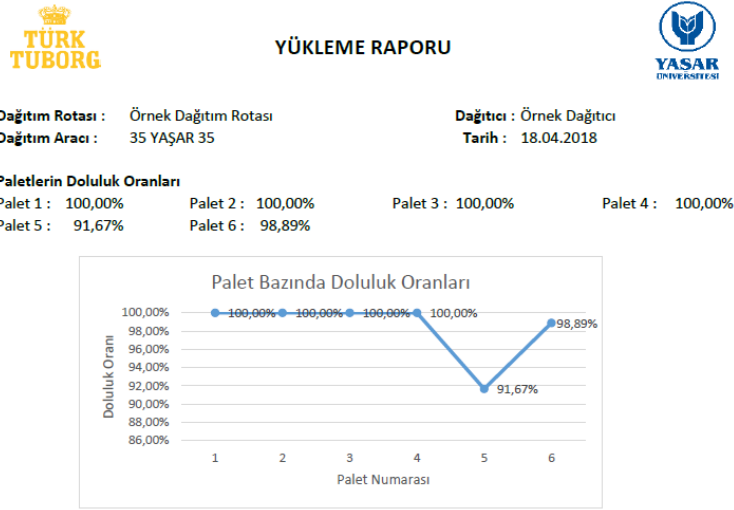 TÜRK
TUBORG
YÜKLEME RAPORU
YAŞAR
ÜNİVERSİTESİ
Dağıtım Rotası : Örnek Dağıtım Rotası Dağıtıcı : Örnek Dağıtıcı
Dağıtım Aracı : 35 YAŞAR 35 Tarih : 18.04.2018
Paletlerin Doluluk Oranları
Palet 1 : 100,00% Palet 2 : 100,00% Palet 3 : 100,00% Palet 4 : 100,00%
Palet 5 : 91,67% Palet 6 : 98,89%
Palet Bazında Doluluk Oranları
Doluluk Oranı
100,00%
98,00%
96,00%
94,00%
92,00%
90,00%
88,00%
86,00%
100,00% 100,00% 100,00% 100,00%
91,67%
98,89%
1 2 3 4 5 6
Palet Numarası